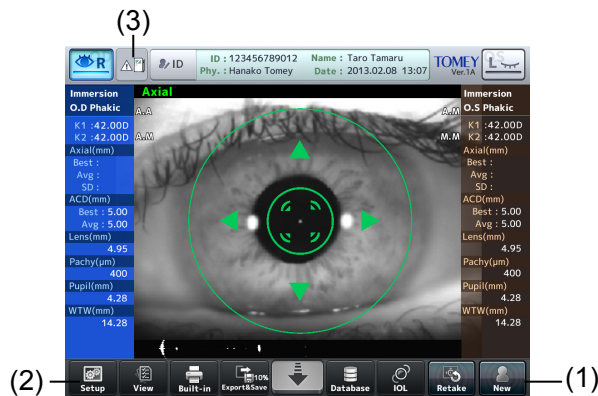 (3)
R
ID
ID : 123456789012 Name : Taro Tamaru
Phy. : Hanako Tomey Date : 2013.02.08 13:07
TOMEY
Ver.1A
L
Immersion
O.D Phakic
K1 :42.00D
K2 :42.00D
Axial(mm)
Best :
Avg :
SD :
ACD(mm)
Best : 5.00
Avg : 5.00
Lens(mm)
4.95
Pachy(µm)
400
Pupil(mm)
4.28
WTW(mm)
14.28
Axial
A.A
A.M
A.M
M.M
Immersion
O.S Phakic
K1 :42.00D
K2 :42.00D
Axial(mm)
Best :
Avg :
SD :
ACD(mm)
Best : 5.00
Avg : 5.00
Lens(mm)
4.95
Pachy(µm)
400
Pupil(mm)
4.28
WTW(mm)
14.28
(2)
Setup
View
Built-in
10%
Export&Save
Database
IOL
Retake
New
(1)